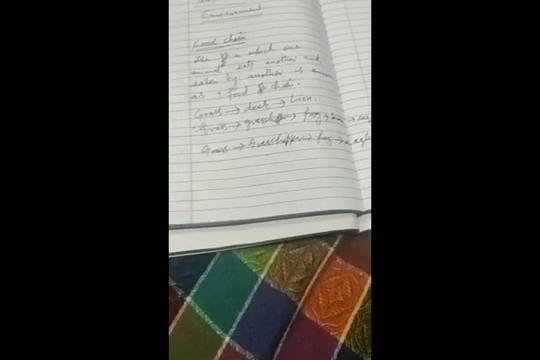 Environment
Food chain
in which one
animal eats another and
eaten by another is known
as a food chain.
Grass → deer → Lion.
Grass → grasshopper → frog →
Grass → Grasshopper → frog → eagle